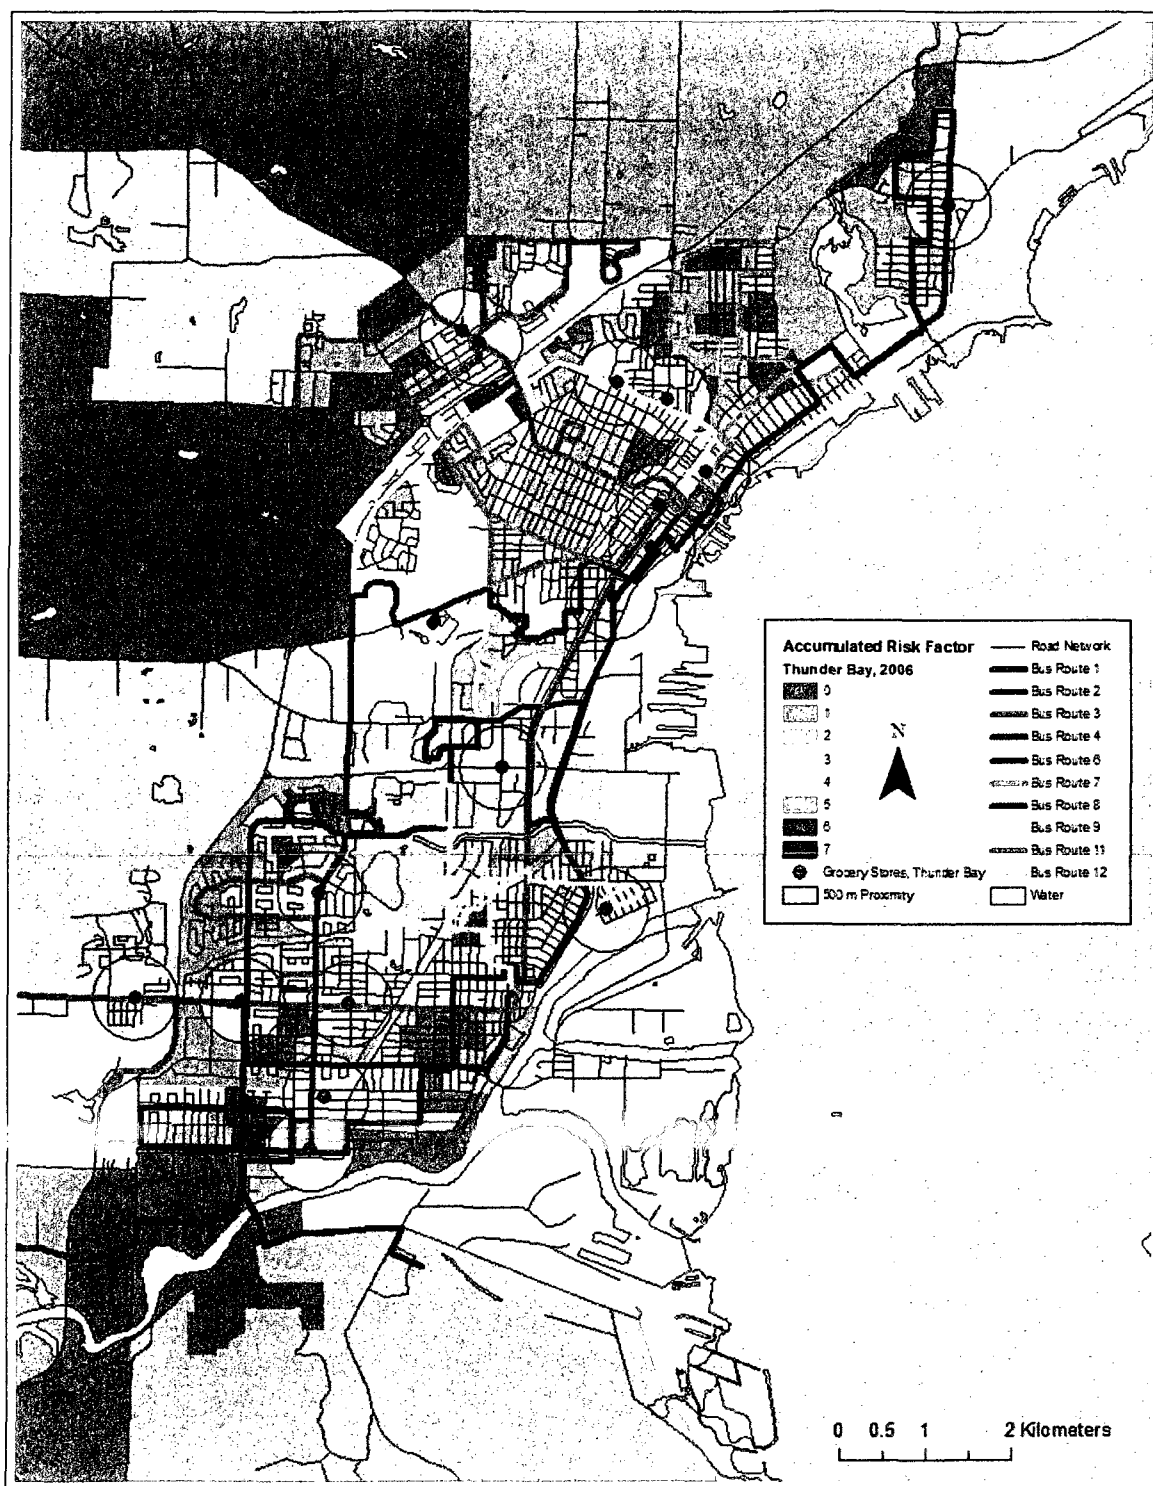 Accumulated Risk Factor
Thunder Bay, 2006
0
1
2
3
4
5
6
7
Grocery Stores, Thunder Bay
500 m Proximity
N
Road Network
Bus Route 1
Bus Route 2
Bus Route 3
Bus Route 4
Bus Route 6
Bus Route 7
Bus Route 8
Bus Route 9
Bus Route 11
Bus Route 12
Water
0 0.5 1 2 Kilometers